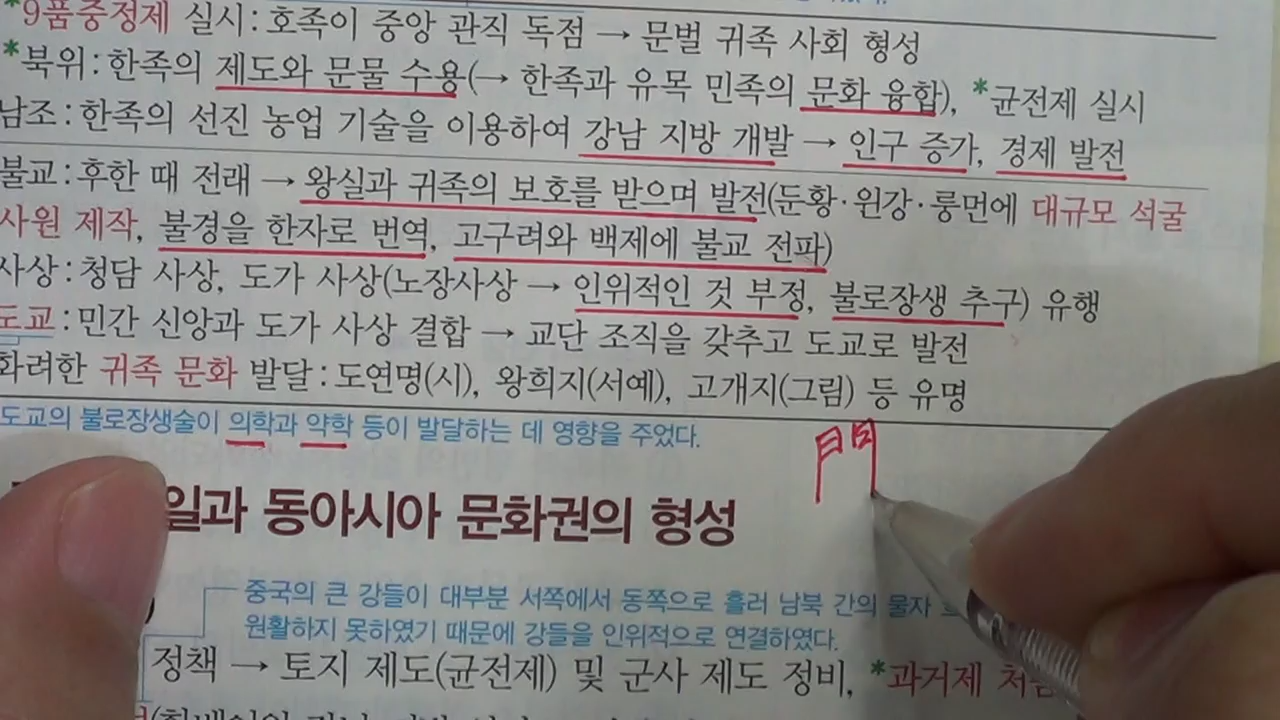 *9품중정제 실시: 호족이 중앙 관직 독점 → 문벌 귀족 사회 형성
*북위: 한족의 제도와 문물 수용(→ 한족과 유목 민족의 문화 융합), *균전제 실시
남조: 한족의 선진 농업 기술을 이용하여 강남 지방 개발 → 인구 증가, 경제 발전
불교: 후한 때 전래 → 왕실과 귀족의 보호를 받으며 발전(둔황·윈강·룽먼에 대규모 석굴
사원 제작, 불경을 한자로 번역, 고구려와 백제에 불교 전파)
사상: 청담 사상, 도가 사상(노장사상 → 인위적인 것 부정, 불로장생 추구) 유행
도교: 민간 신앙과 도가 사상 결합 → 교단 조직을 갖추고 도교로 발전
화려한 귀족 문화 발달: 도연명(시), 왕희지(서예), 고개지(그림) 등 유명
도교의 불로장생술이 의학과 약학 등이 발달하는 데 영향을 주었다.
門
일과 동아시아 문화권의 형성
중국의 큰 강들이 대부분 서쪽에서 동쪽으로 흘러 남북 간의 물자
원활하지 못하였기 때문에 강들을 인위적으로 연결하였다.
정책 → 토지 제도(균전제) 및 군사 제도 정비, *과거제